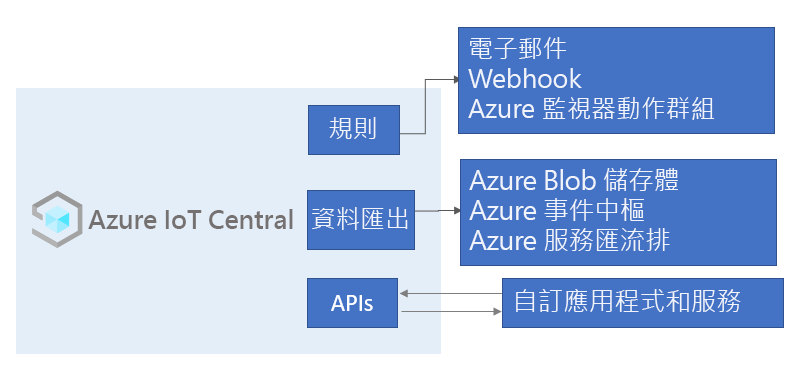 電子郵件
Webhook
Azure 監視器動作群組
規則
Azure Blob 儲存體
Azure 事件中樞
Azure 服務匯流排
Azure IoT Central
資料匯出
APIs
自訂應用程式和服務